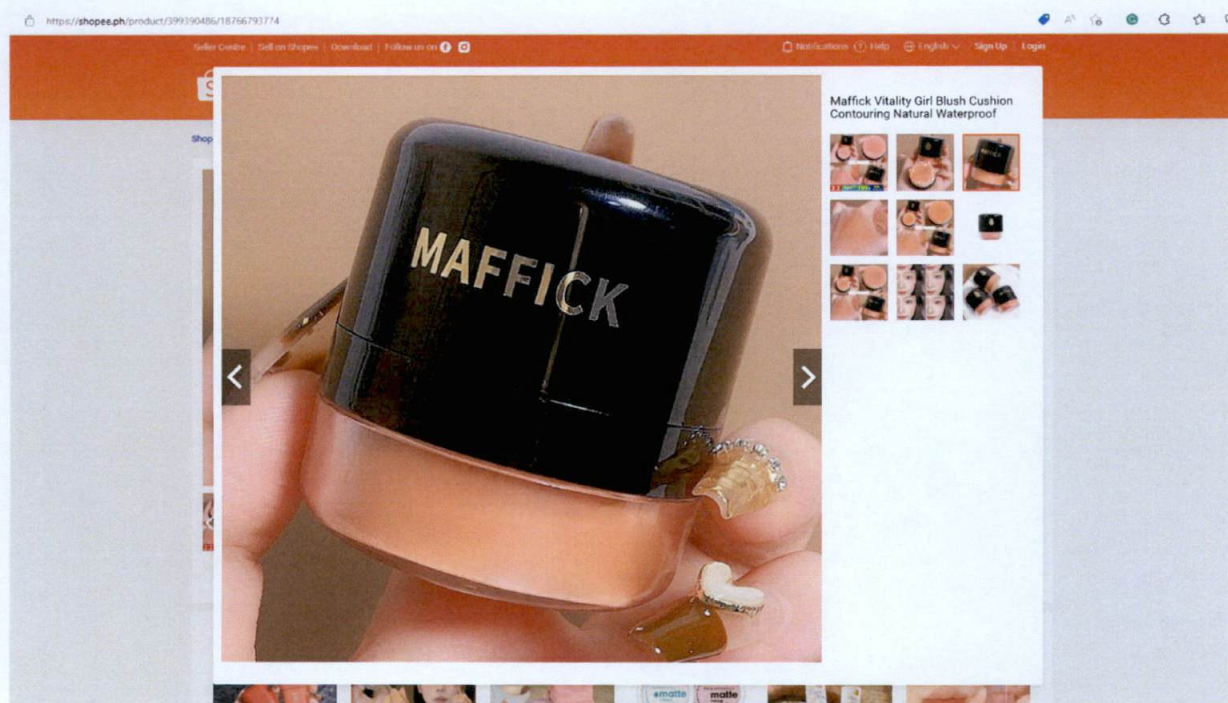 https://shopee.ph/product/399390486/18766793774
Seller Centre | Sell on Shopee | Download | Follow us on
Notifications Help English Sign Up | Login
Shop
Maffick Vitality Girl Blush Cushion
Contouring Natural Waterproof
MAFFICK
matte
matte